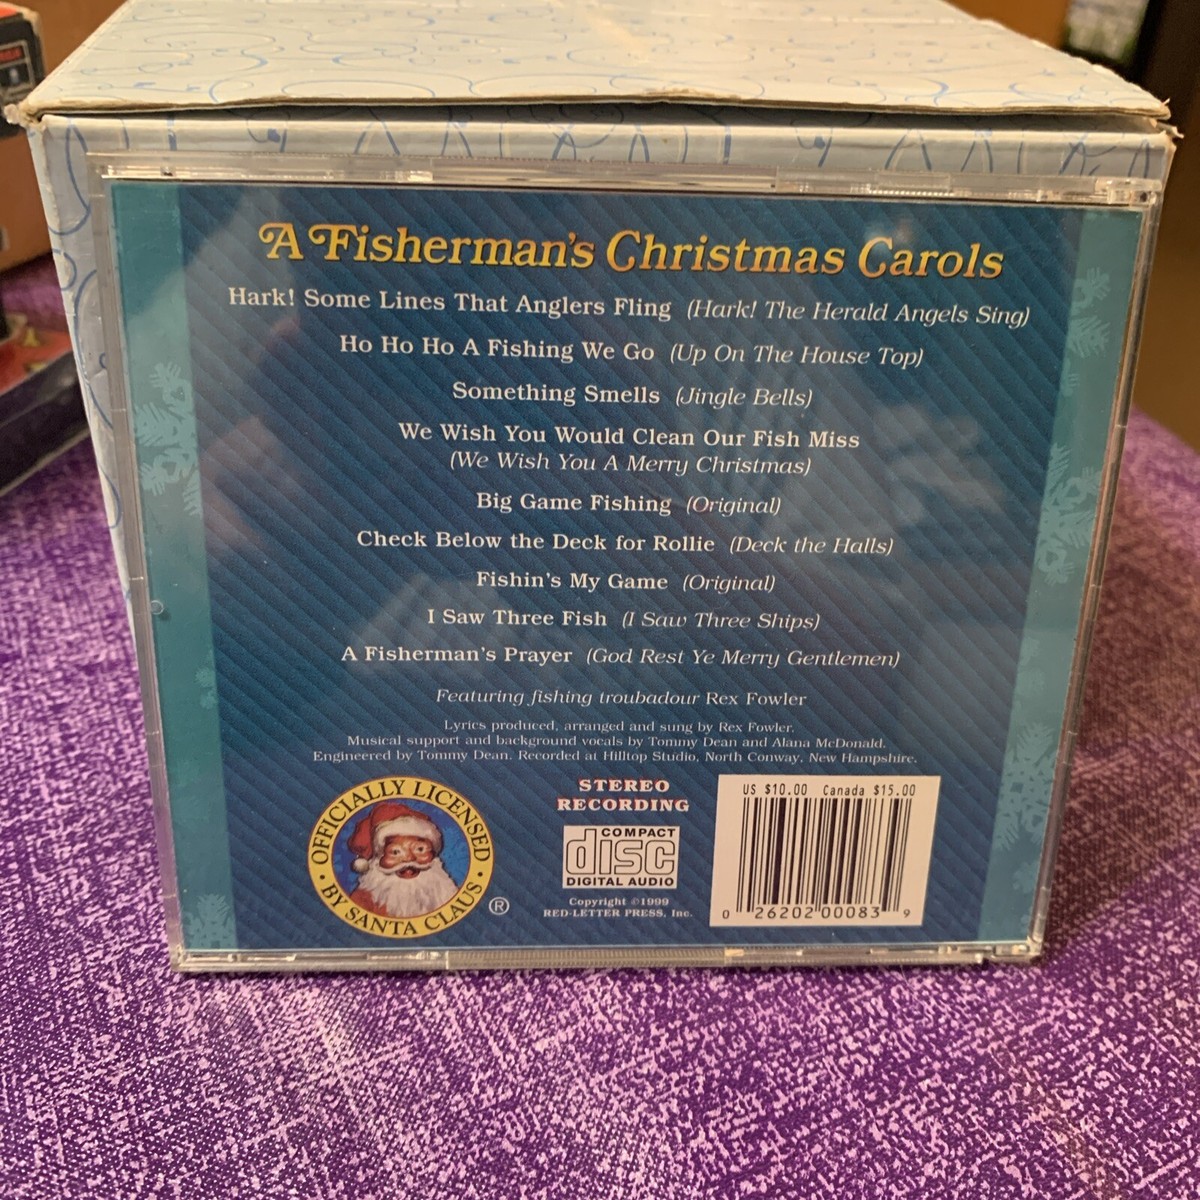 A Fisherman's Christmas Carols
Hark! Some Lines That Anglers Fling (Hark! The Herald Angels Sing)
Ho Ho Ho A Fishing We Go (Up On The House Top)
Something Smells (Jingle Bells)
We Wish You Would Clean Our Fish Miss
(We Wish You A Merry Christmas)
Big Game Fishing (Original)
Check Below the Deck for Rollie (Deck the Halls)
Fishin's My Game (Original)
I Saw Three Fish (I Saw Three Ships)
A Fisherman's Prayer (God Rest Ye Merry Gentlemen)
Featuring fishing troubadour Rex Fowler
Lyrics produced, arranged and sung by Rex Fowler.
Musical support and background vocals by Tommy Dean and Alana McDonald.
Engineered by Tommy Dean. Recorded at Hilltop Studio, North Conway, New Hampshire.
OFFICIALLY LICENSED
• BY SANTA CLAUS •
®
STEREO
RECORDING
COMPACT
disc
DIGITAL AUDIO
Copyright ©1999
RED-LETTER PRESS, Inc.
US $10.00 Canada $15.00
0 26202 00083 9